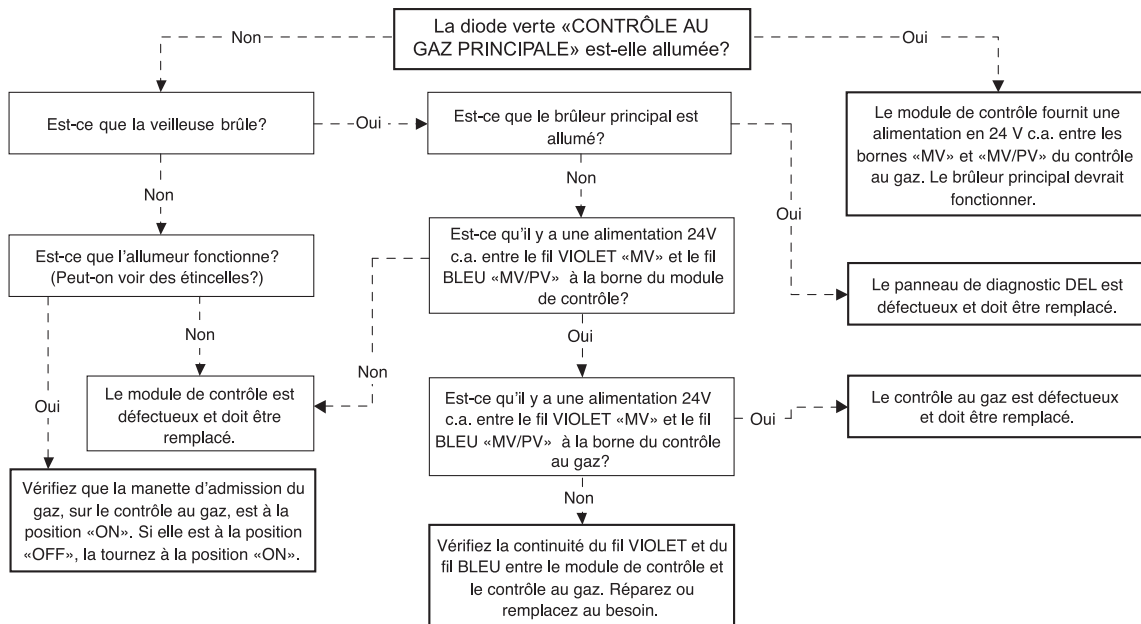 La diode verte «CONTRÔLE AU
GAZ PRINCIPALE» est-elle allumée?
Non
Oui
Est-ce que la veilleuse brûle?
Oui
Est-ce que le brûleur principal est
allumé?
Le module de contrôle fournit une
alimentation en 24 V c.a. entre les
bornes «MV» et «MV/PV» du contrôle
au gaz. Le brûleur principal devrait
fonctionner.
Non
Non
Oui
Est-ce que l'allumeur fonctionne?
(Peut-on voir des étincelles?)
Est-ce qu'il y a une alimentation 24V
c.a. entre le fil VIOLET «MV» et le fil
BLEU «MV/PV» à la borne du module
de contrôle?
Le panneau de diagnostic DEL est
défectueux et doit être remplacé.
Non
Oui
Non
Oui
Le module de contrôle est
défectueux et doit être
remplacé.
Est-ce qu'il y a une alimentation 24V
c.a. entre le fil VIOLET «MV» et le fil
BLEU «MV/PV» à la borne du contrôle
au gaz?
Oui
Le contrôle au gaz est défectueux
et doit être remplacé.
Vérifiez que la manette d'admission du
gaz, sur le contrôle au gaz, est à la
position «ON». Si elle est à la position
«OFF», la tournez à la position «ON».
Non
Vérifiez la continuité du fil VIOLET et du
fil BLEU entre le module de contrôle et
le contrôle au gaz. Réparez ou
remplacez au besoin.